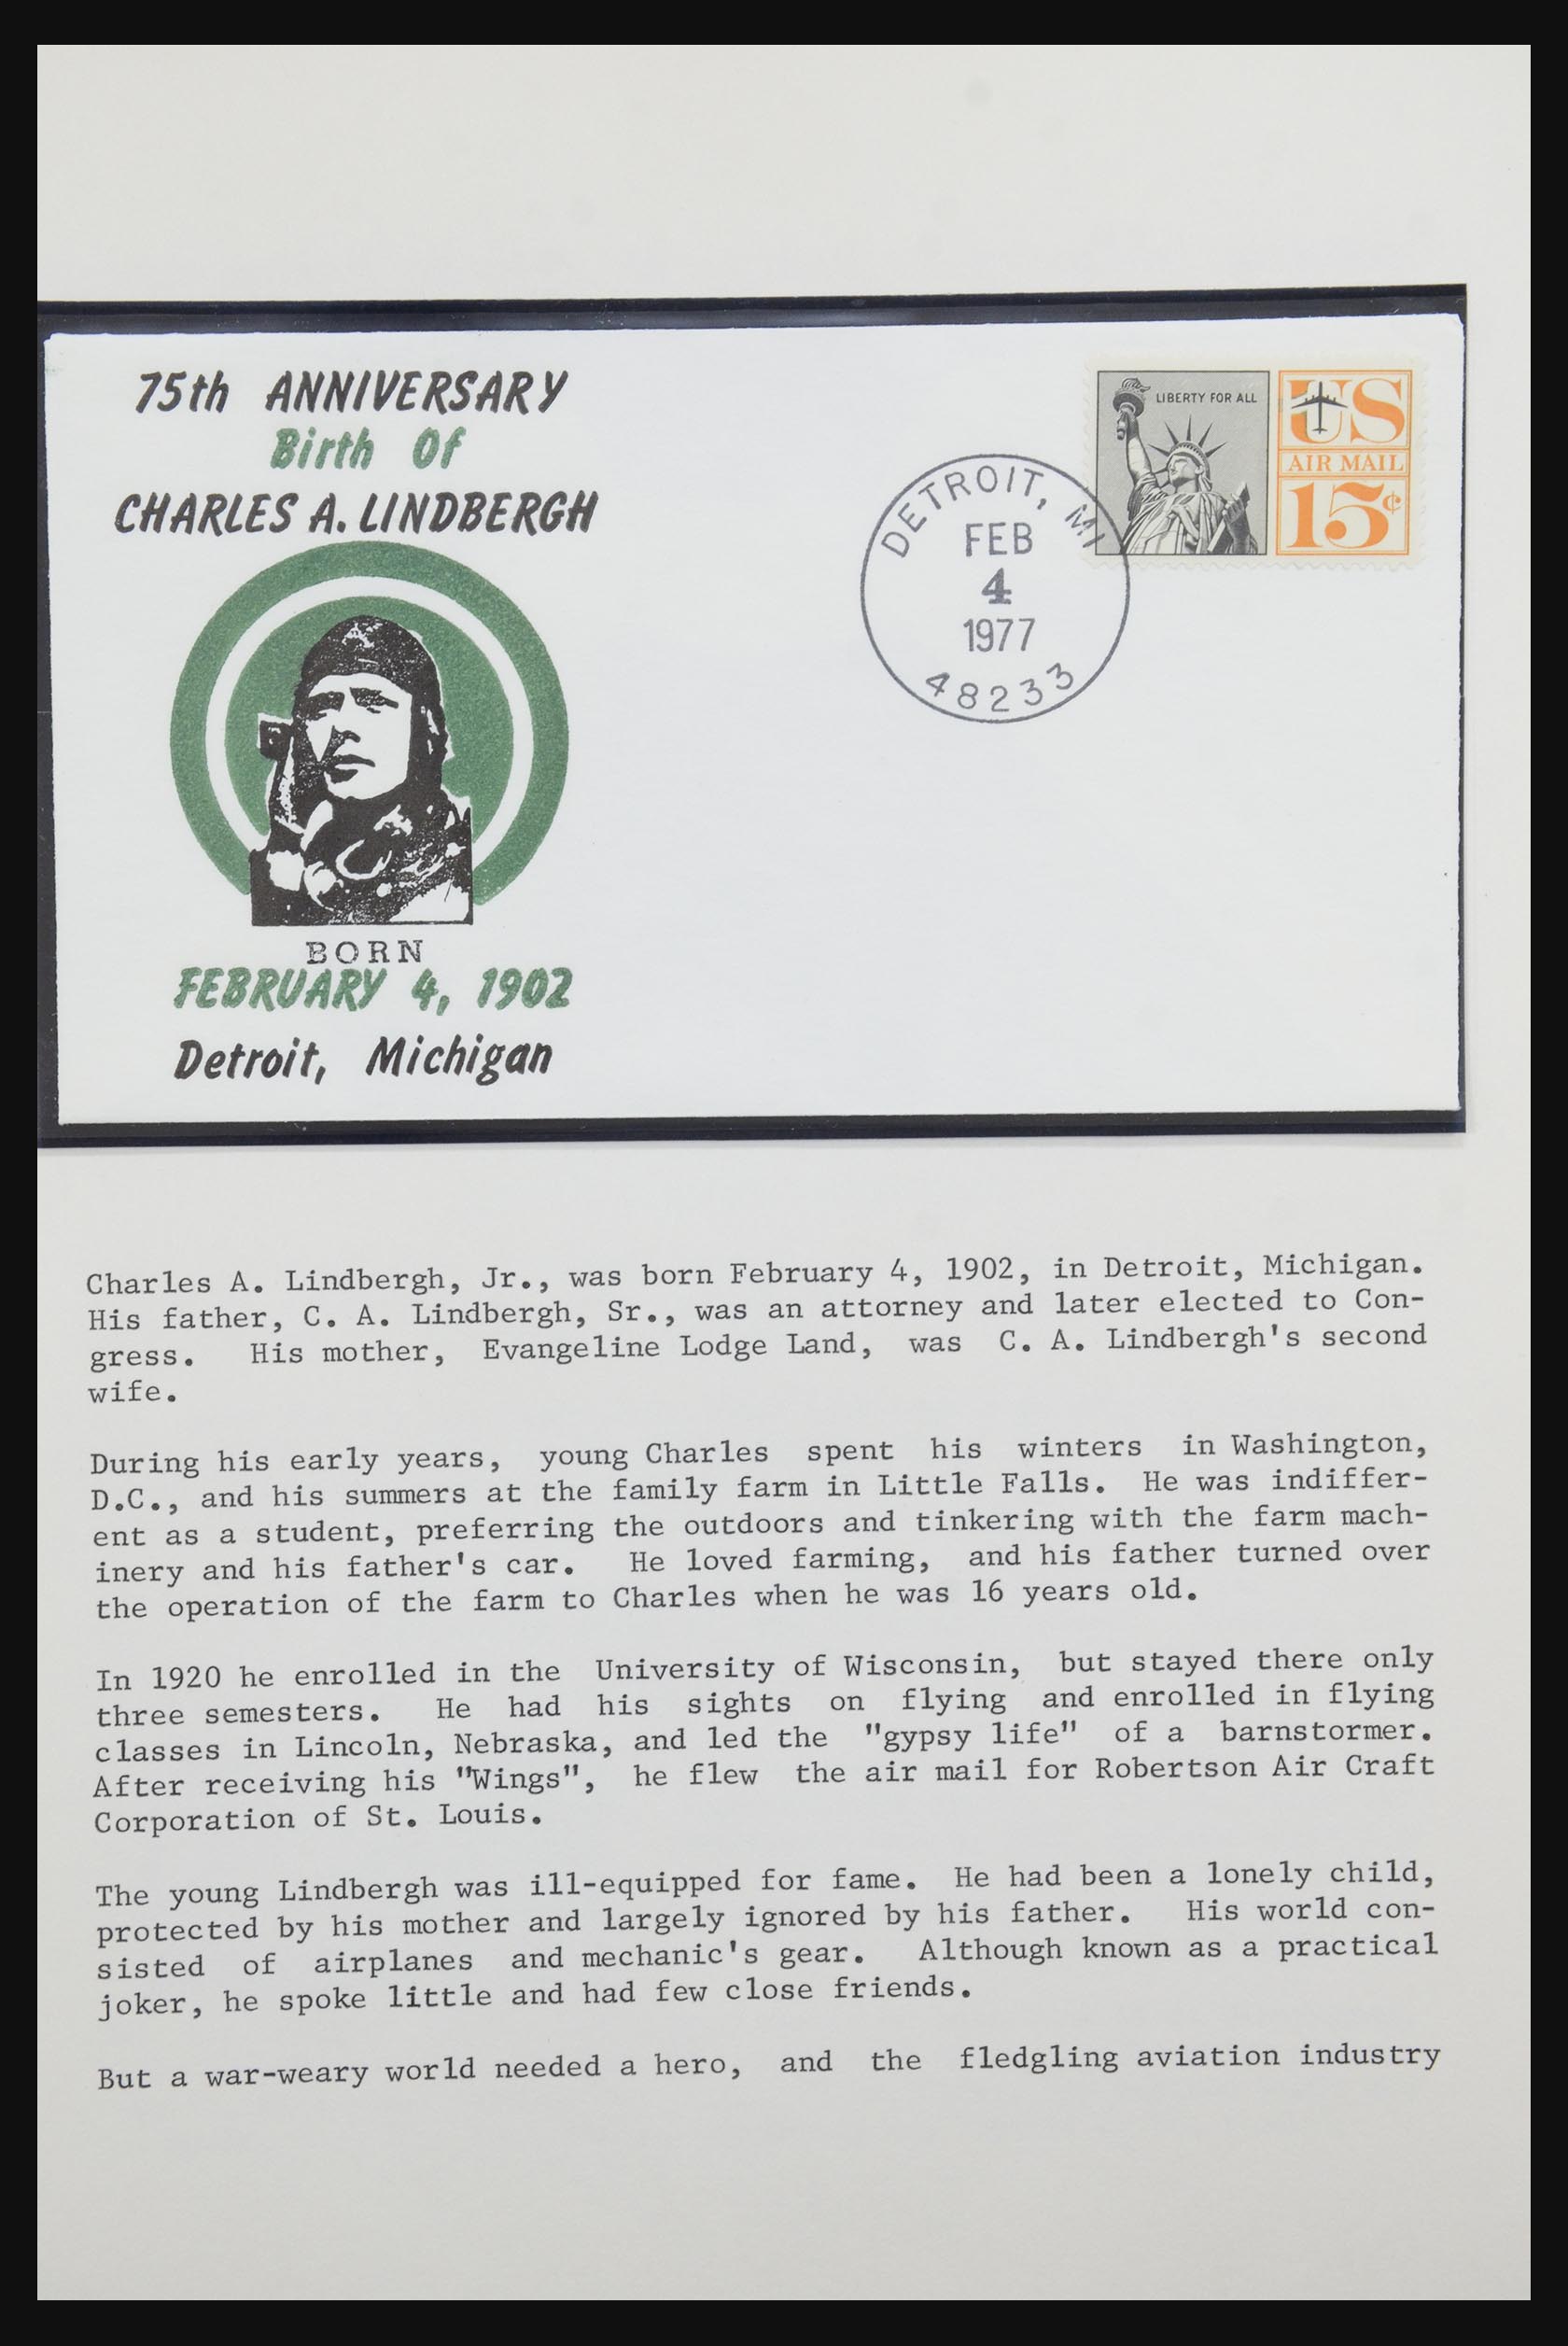 75th ANNIVERSARY
Birth Of
CHARLES A. LINDBERGH
BORN
FEBRUARY 4, 1902
Detroit, Michigan
DETROIT, MI
FEB
4
1977
48233
LIBERTY FOR ALL
US
AIR MAIL
15¢
Charles A. Lindbergh, Jr., was born February 4, 1902, in Detroit, Michigan.
His father, C. A. Lindbergh, Sr., was an attorney and later elected to Con-
gress. His mother, Evangeline Lodge Land, was C. A. Lindbergh's second
wife.
During his early years, young Charles spent his winters in Washington,
D.C., and his summers at the family farm in Little Falls. He was indiffer-
ent as a student, preferring the outdoors and tinkering with the farm mach-
inery and his father's car. He loved farming, and his father turned over
the operation of the farm to Charles when he was 16 years old.
In 1920 he enrolled in the University of Wisconsin, but stayed there only
three semesters. He had his sights on flying and enrolled in flying
classes in Lincoln, Nebraska, and led the "gypsy life" of a barnstormer.
After receiving his "Wings", he flew the air mail for Robertson Air Craft
Corporation of St. Louis.
The young Lindbergh was ill-equipped for fame. He had been a lonely child,
protected by his mother and largely ignored by his father. His world con-
sisted of airplanes and mechanic's gear. Although known as a practical
joker, he spoke little and had few close friends.
But a war-weary world needed a hero, and the fledgling aviation industry